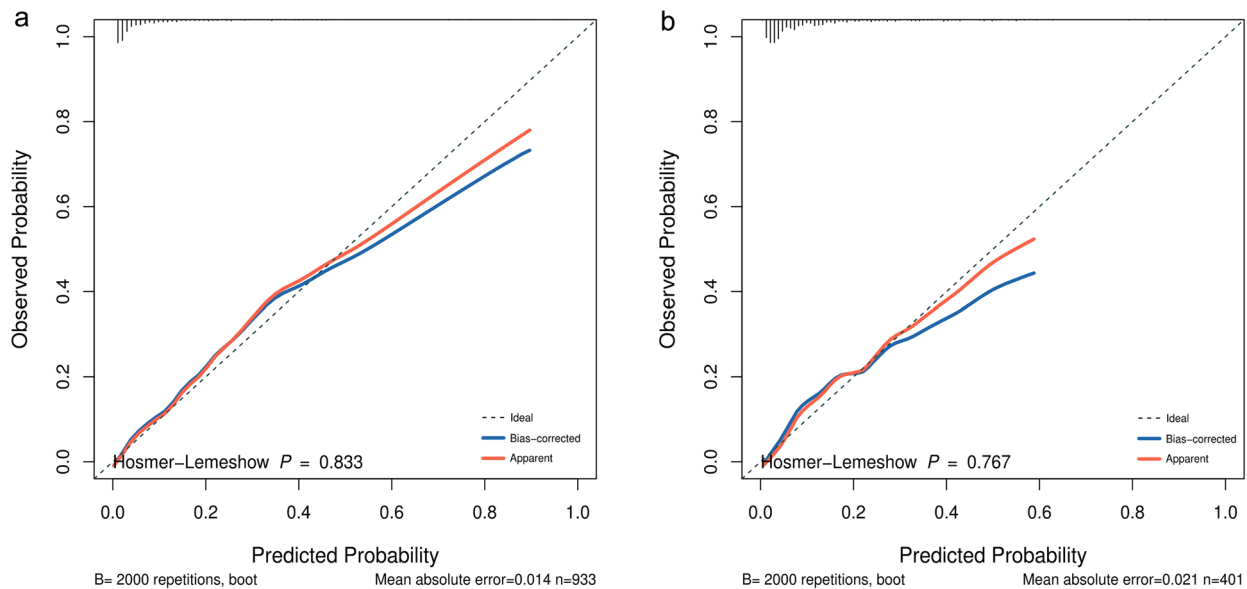 a
Observed Probability
1.0
0.8
0.6
0.4
0.2
0.0
Ideal
Bias-corrected
Apparent
Hosmer-Lemeshow P = 0.833
0.0 0.2 0.4 0.6 0.8 1.0
Predicted Probability
B= 2000 repetitions, boot Mean absolute error=0.014 n=933
b
Observed Probability
1.0
0.8
0.6
0.4
0.2
0.0
Ideal
Bias-corrected
Apparent
Hosmer-Lemeshow P = 0.767
0.0 0.2 0.4 0.6 0.8 1.0
Predicted Probability
B= 2000 repetitions, boot Mean absolute error=0.021 n=401